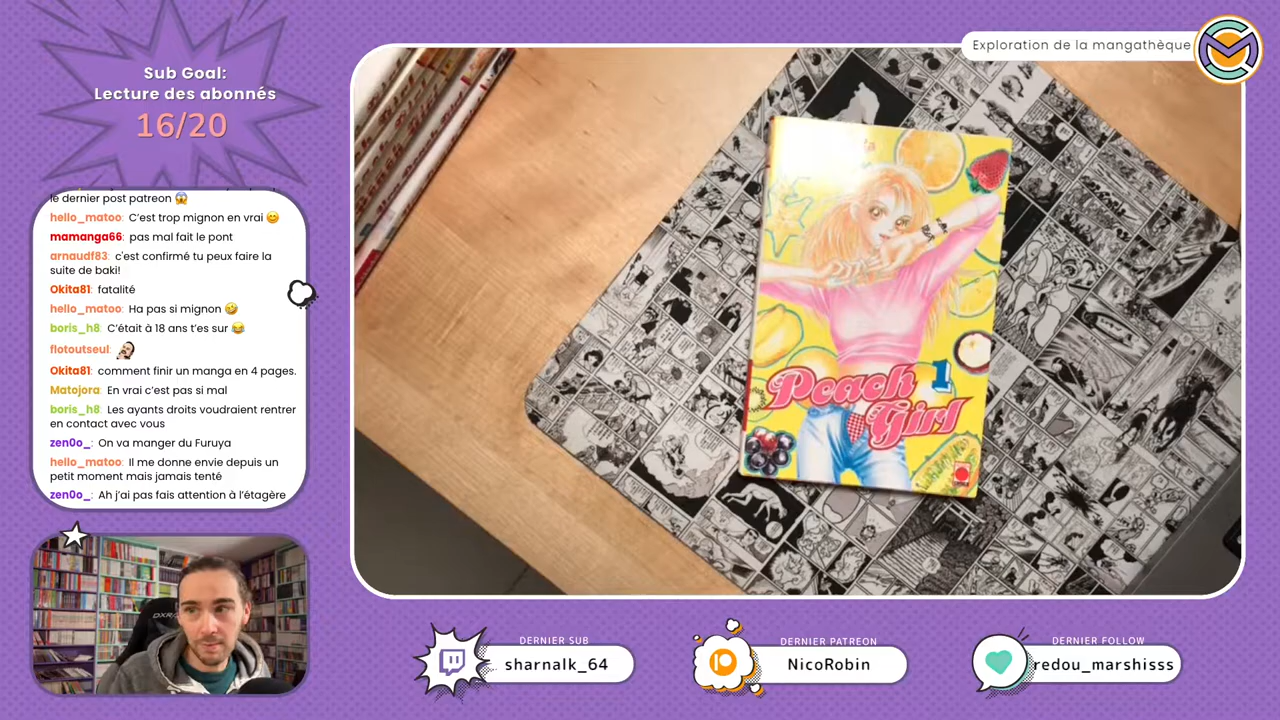 Sub Goal:
Lecture des abonnés
16/20
Exploration de la mangathèque
le dernier post patreon 😱
hello_matoo: C'est trop mignon en vrai 😊
mamanga66: pas mal fait le pont
arnaudf83: c'est confirmé tu peux faire la
suite de baki!
Okita81: fatalité
hello_matoo: Ha pas si mignon 🤣
boris_h8: C'était à 18 ans t'es sur 😂
flotoutseul:
Okita81: comment finir un manga en 4 pages.
Matojora: En vrai c'est pas si mal
boris_h8: Les ayants droits voudraient rentrer
en contact avec vous
zen0o_: On va manger du Furuya
hello_matoo: Il me donne envie depuis un
petit moment mais jamais tenté
zen0o_: Ah j'ai pas fais attention à l'étagère
Peach 1
Girl
DXRACER
DERNIER SUB
sharnalk_64
DERNIER PATREON
NicoRobin
DERNIER FOLLOW
redou_marshisss